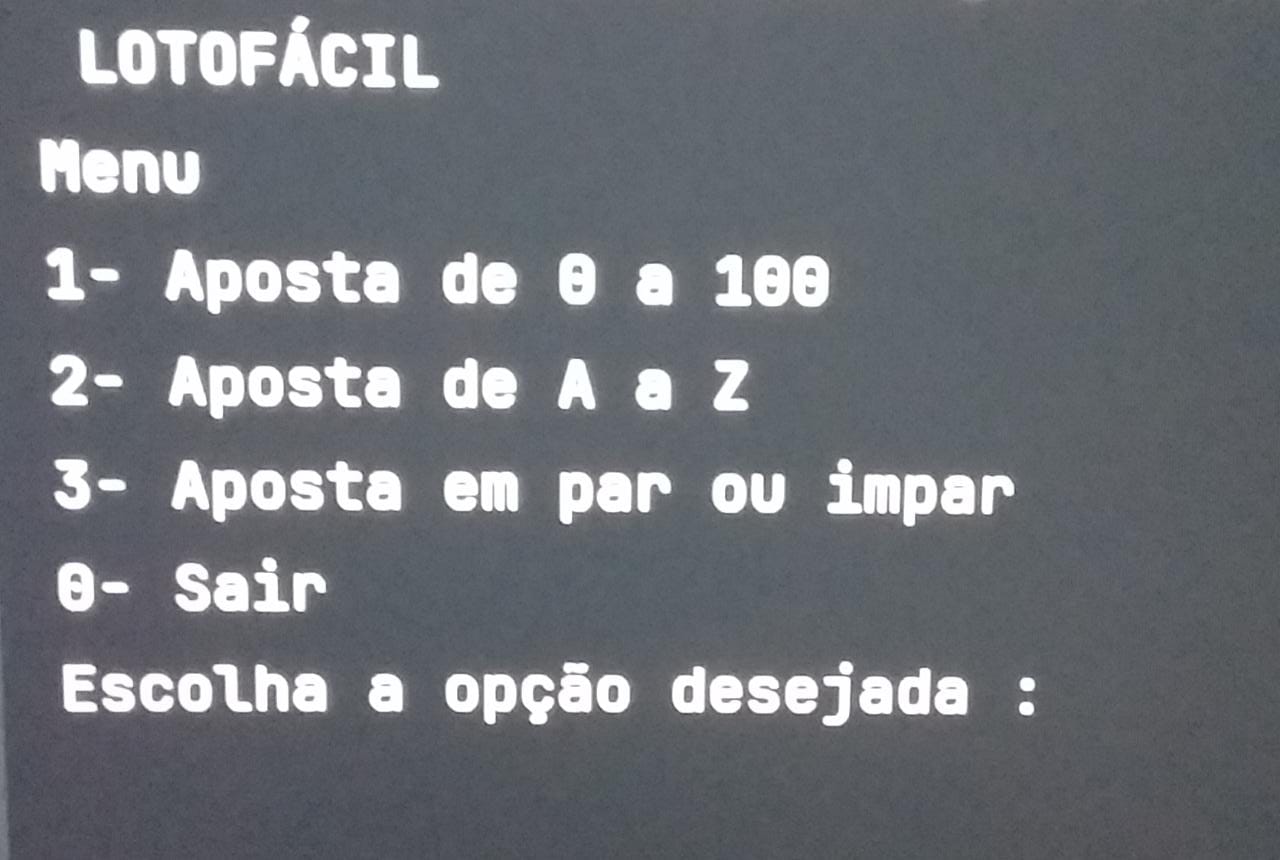 LOTOFÁCIL
Menu
1- Aposta de 0 a 100
2- Aposta de A a Z
3- Aposta em par ou impar
0- Sair
Escolha a opção desejada :